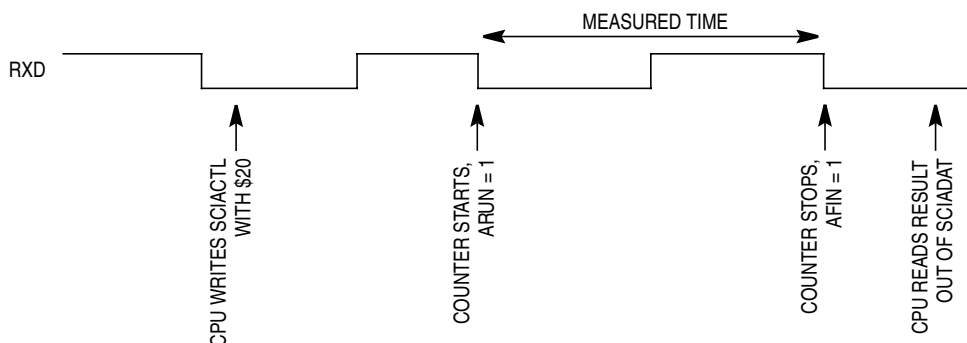 MEASURED TIME
RXD
CPU WRITES SCIACTL
WITH $20
COUNTER STARTS,
ARUN = 1
COUNTER STOPS,
AFIN = 1
CPU READS RESULT
OUT OF SCIADAT